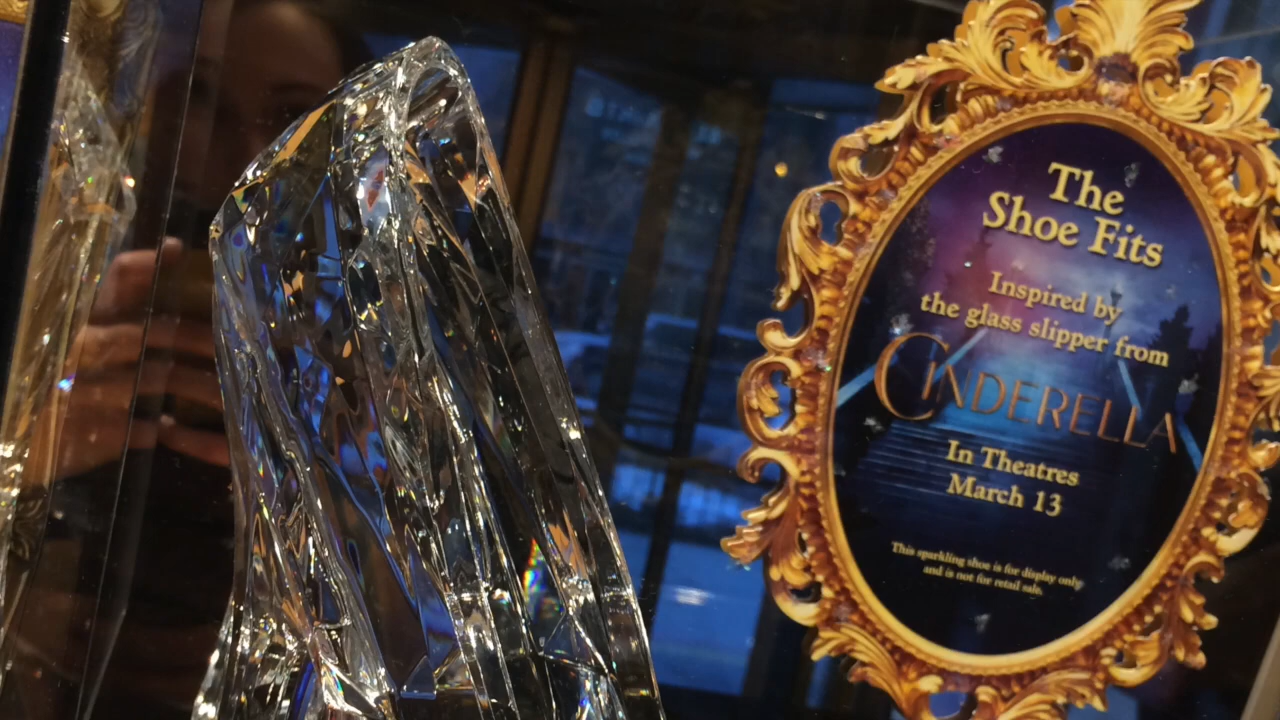 The
Shoe Fits
Inspired by
the glass slipper from
CINDERELLA
In Theatres
March 13
This sparkling shoe is for display only
and is not for retail sale.